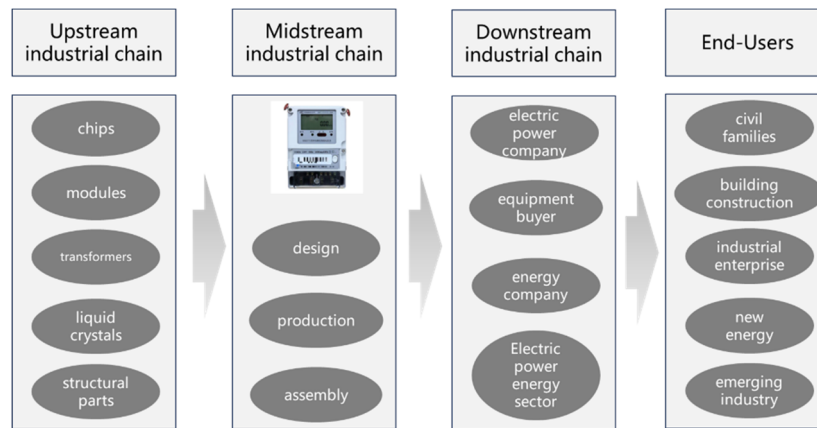 Upstream
industrial chain
chips
modules
transformers
liquid
crystals
structural
parts
Midstream
industrial chain
design
production
assembly
Downstream
industrial chain
electric
power
company
equipment
buyer
energy
company
Electric
power
energy
sector
End-Users
civil
families
building
construction
industrial
enterprise
new
energy
emerging
industry